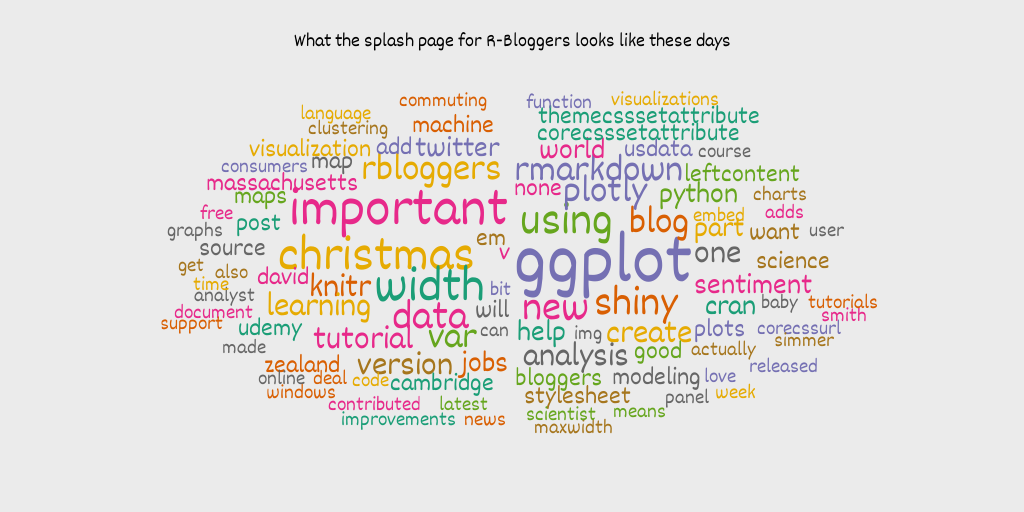 What the splash page for R-Bloggers looks like these days
commuting function visualizations
language themecsssetattribute
clustering machine corecsssetattribute
visualization add twitter world usdata course
consumers map rbloggers rmarkdown leftcontent
massachusetts none plotly python charts
maps important
free post using blog embed adds
graphs part want user
source christmas em v ggplot one science
get also
time david knitr width bit sentiment
analyst learning new shiny cran baby tutorials
document data will smith
support udemy tutorial var can help img create plots corecssurl
made analysis good actually simmer
zealand version jobs released
online deal code cambridge bloggers modeling love
windows stylesheet panel week
contributed latest scientist means
improvements news maxwidth